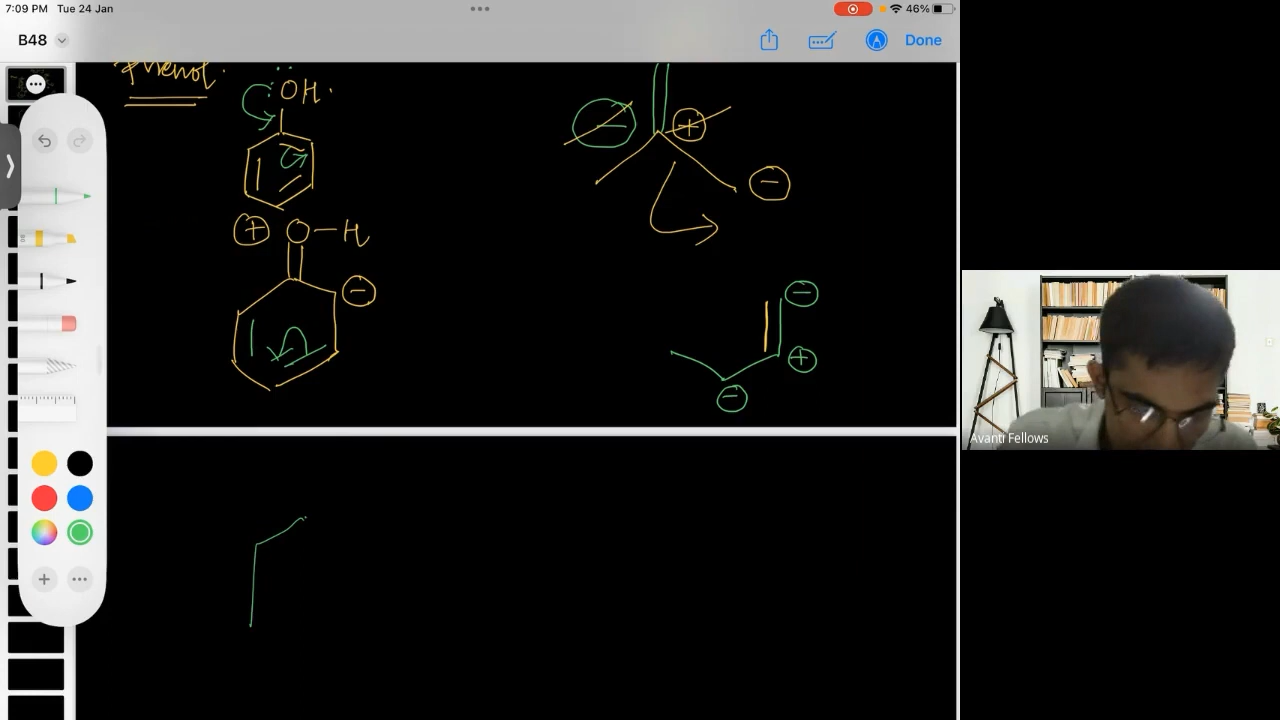 7:09 PM Tue 24 Jan
46%
B48
Done
Phenol.
OH.
+
-
+ O-H
-
-
-
+
-
Avanti Fellows